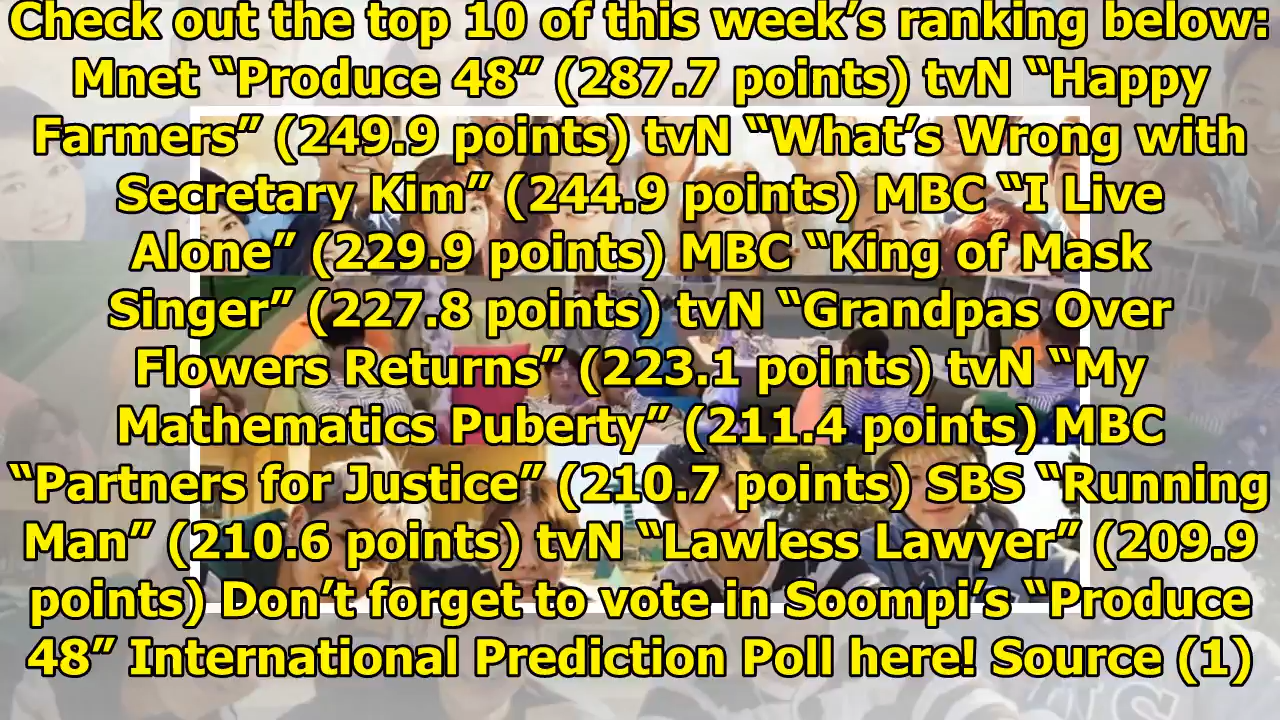 Check out the top 10 of this week’s ranking below:
Mnet “Produce 48” (287.7 points) tvN “Happy
Farmers” (249.9 points) tvN “What’s Wrong with
Secretary Kim” (244.9 points) MBC “I Live
Alone” (229.9 points) MBC “King of Mask
Singer” (227.8 points) tvN “Grandpas Over
Flowers Returns” (223.1 points) tvN “My
Mathematics Puberty” (211.4 points) MBC
“Partners for Justice” (210.7 points) SBS “Running
Man” (210.6 points) tvN “Lawless Lawyer” (209.9
points) Don’t forget to vote in Soompi’s “Produce
48” International Prediction Poll here! Source (1)